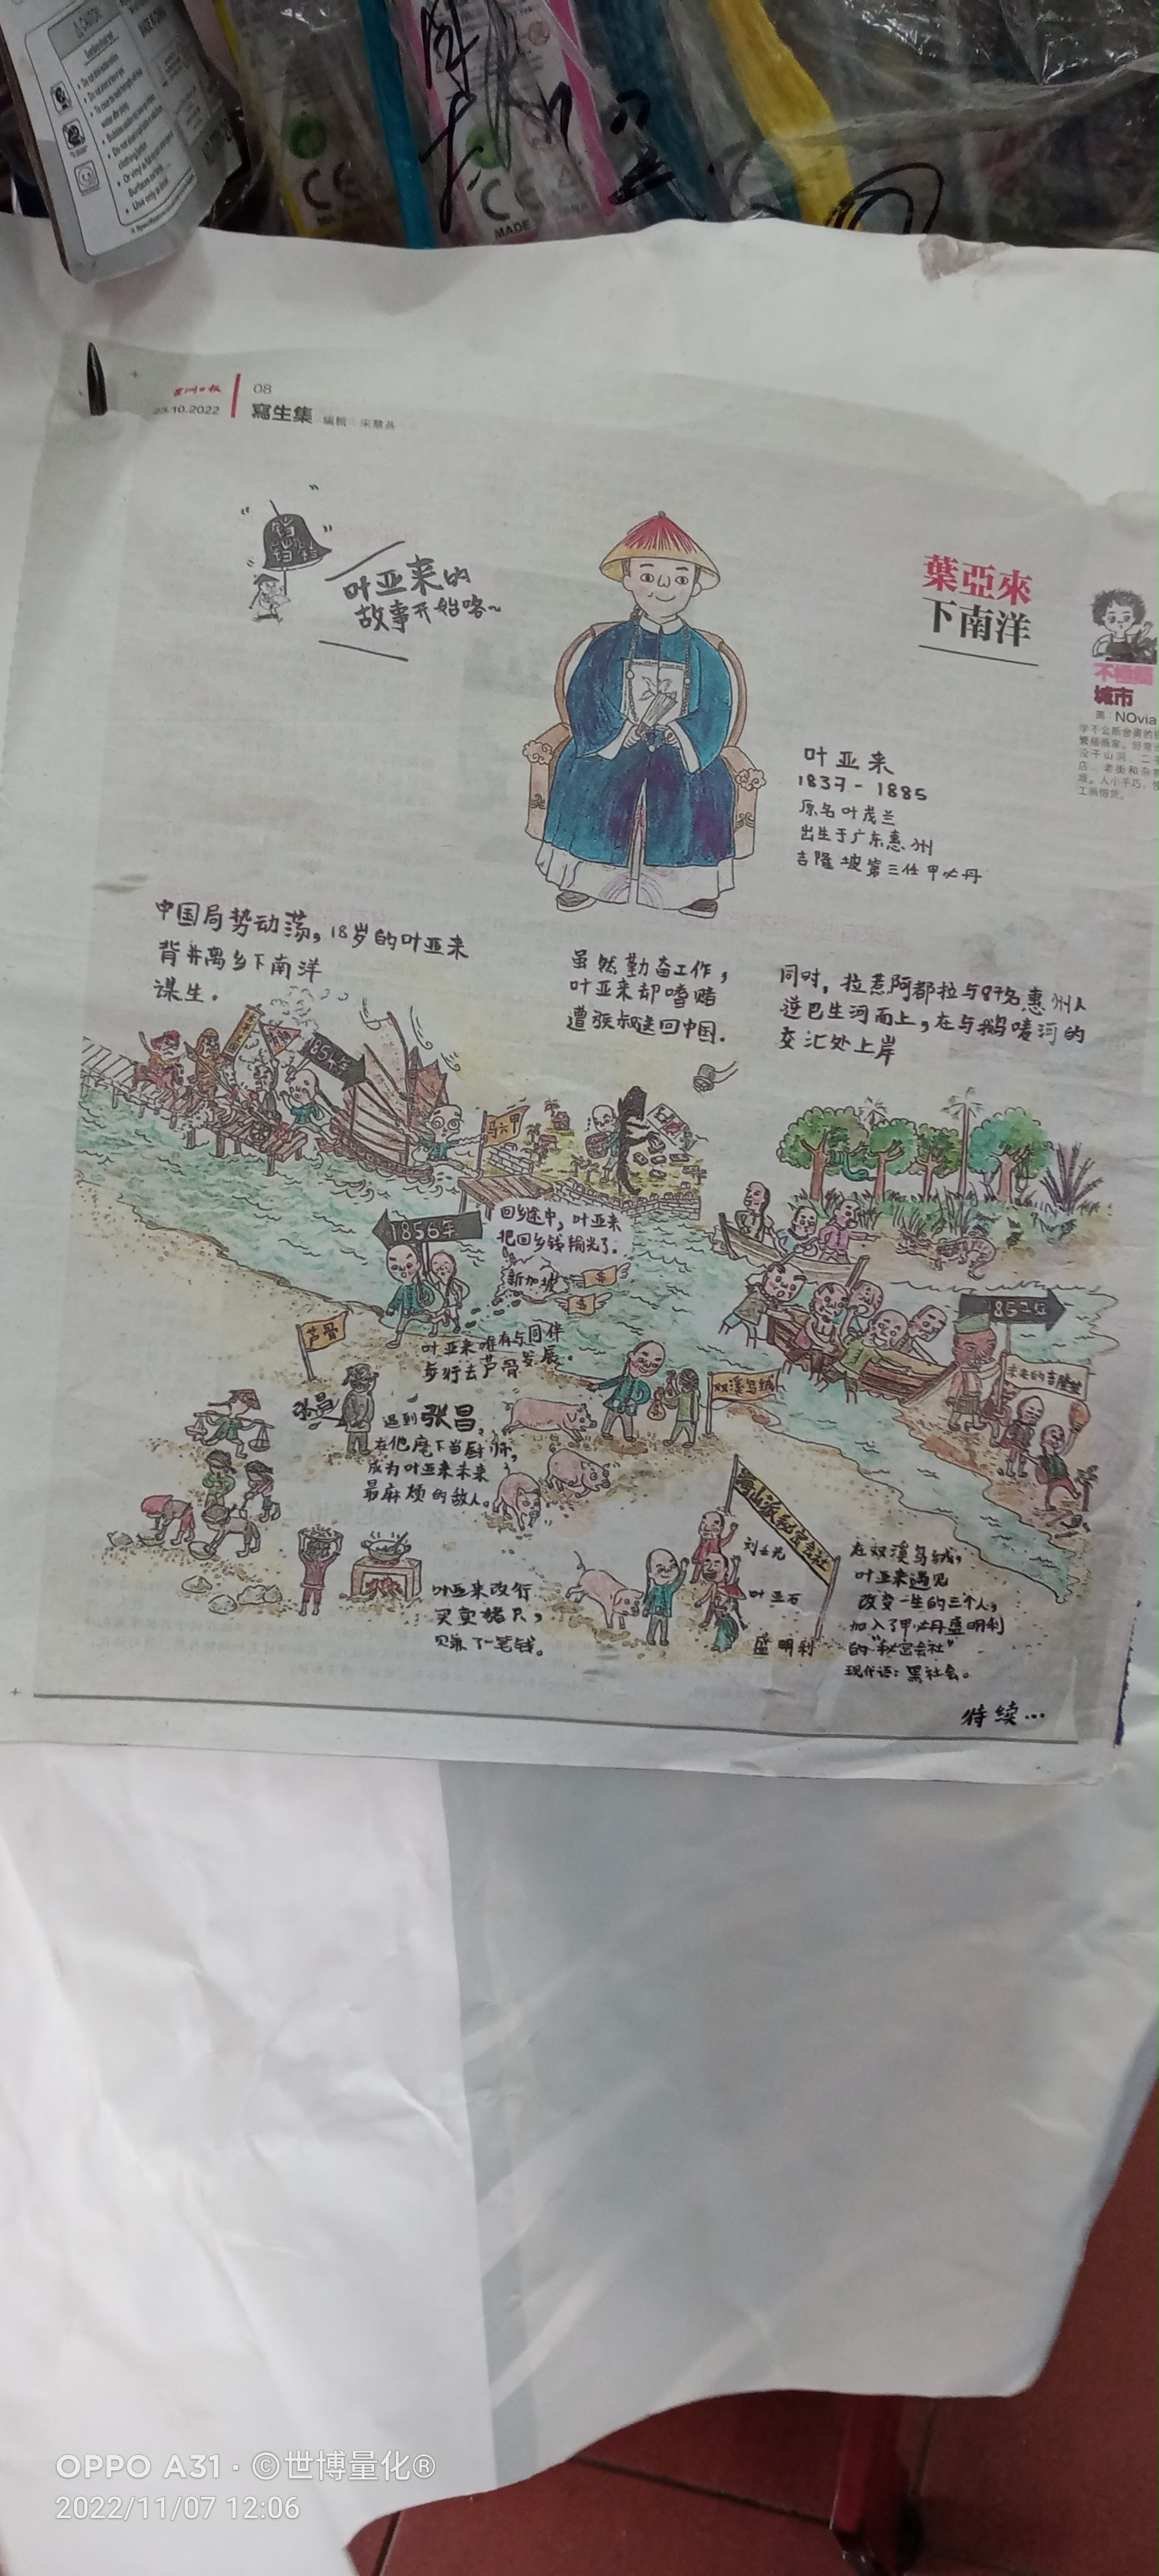 CAUTION
CE
CE
MADE
星洲日報
23.10.2022
08
寫生集
编辑
铛
铛
铛
叶亚来的
故事开始咯~
葉亞來
下南洋
城市
图
NOvia
叶亚来
1837 - 1885
原名叶茂兰
出生于广东惠州
吉隆坡第三任甲必丹
中国局势动荡，18岁的叶亚来
背井离乡下南洋
谋生。
虽然勤奋工作，
叶亚来却嗜赌
遭族叔送回中国。
同时，拉惹阿都拉与87名惠州人
逆巴生河而上，在与鹅唛河的
交汇处上岸
1854年
马六甲
1856年
回乡途中，叶亚来
把回乡钱输光了。
新加坡
$
$
芦骨
叶亚来唯有与同伴
步行去芦骨发展。
1857年
未来的吉隆坡
双溪乌绒
张昌
遇到张昌，
在他麾下当厨师，
成为叶亚来未来
最麻烦的敌人。
叶亚来改行
买卖猪只，
赚了一笔钱。
海山派秘密会社
刘壬光
叶亚石
盛明利
在双溪乌绒，
叶亚来遇见
改变一生的三个人，
加入了甲必丹盛明利
的“秘密会社”
现代语：黑社会。
待续…
OPPO A31 · ©世博量化®
2022/11/07 12:06